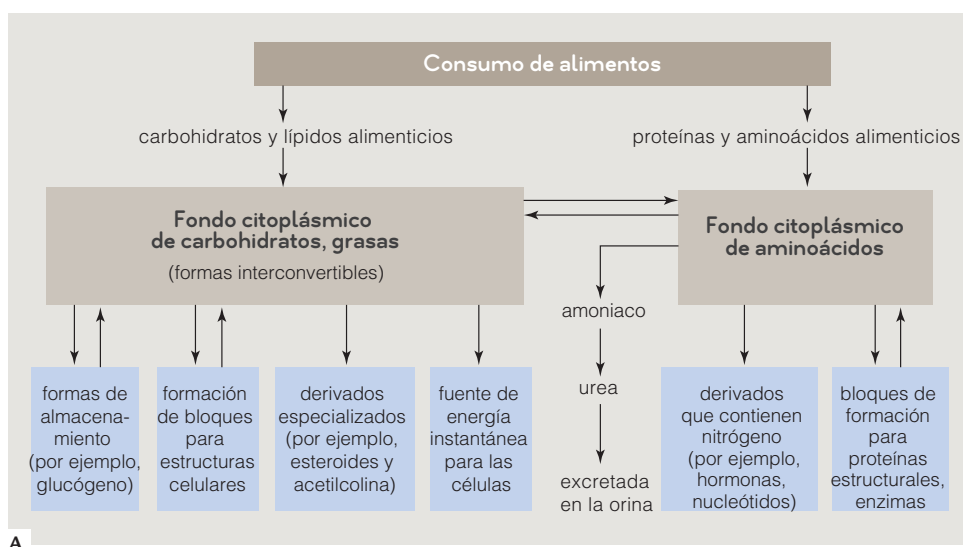 Consumo de alimentos
carbohidratos y lípidos alimenticios
proteínas y aminoácidos alimenticios
Fondo citoplásmico
de carbohidratos, grasas
(formas interconvertibles)
Fondo citoplásmico
de aminoácidos
amoniaco
urea
excretada
en la orina
formas de
almacena-
miento
(por ejemplo,
glucógeno)
formación
de bloques
para
estructuras
celulares
derivados
especializados
(por ejemplo,
esteroides y
acetilcolina)
fuente de
energía
instantánea
para las
células
derivados
que contienen
nitrógeno
(por ejemplo,
hormonas,
nucleótidos)
bloques de
formación
para
proteínas
estructurales,
enzimas
A